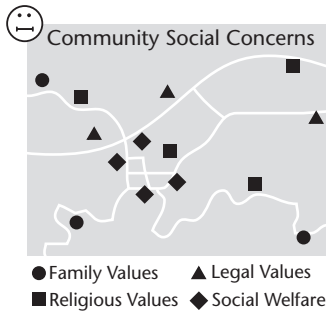 Community Social Concerns
Family Values Legal Values
Religious Values Social Welfare